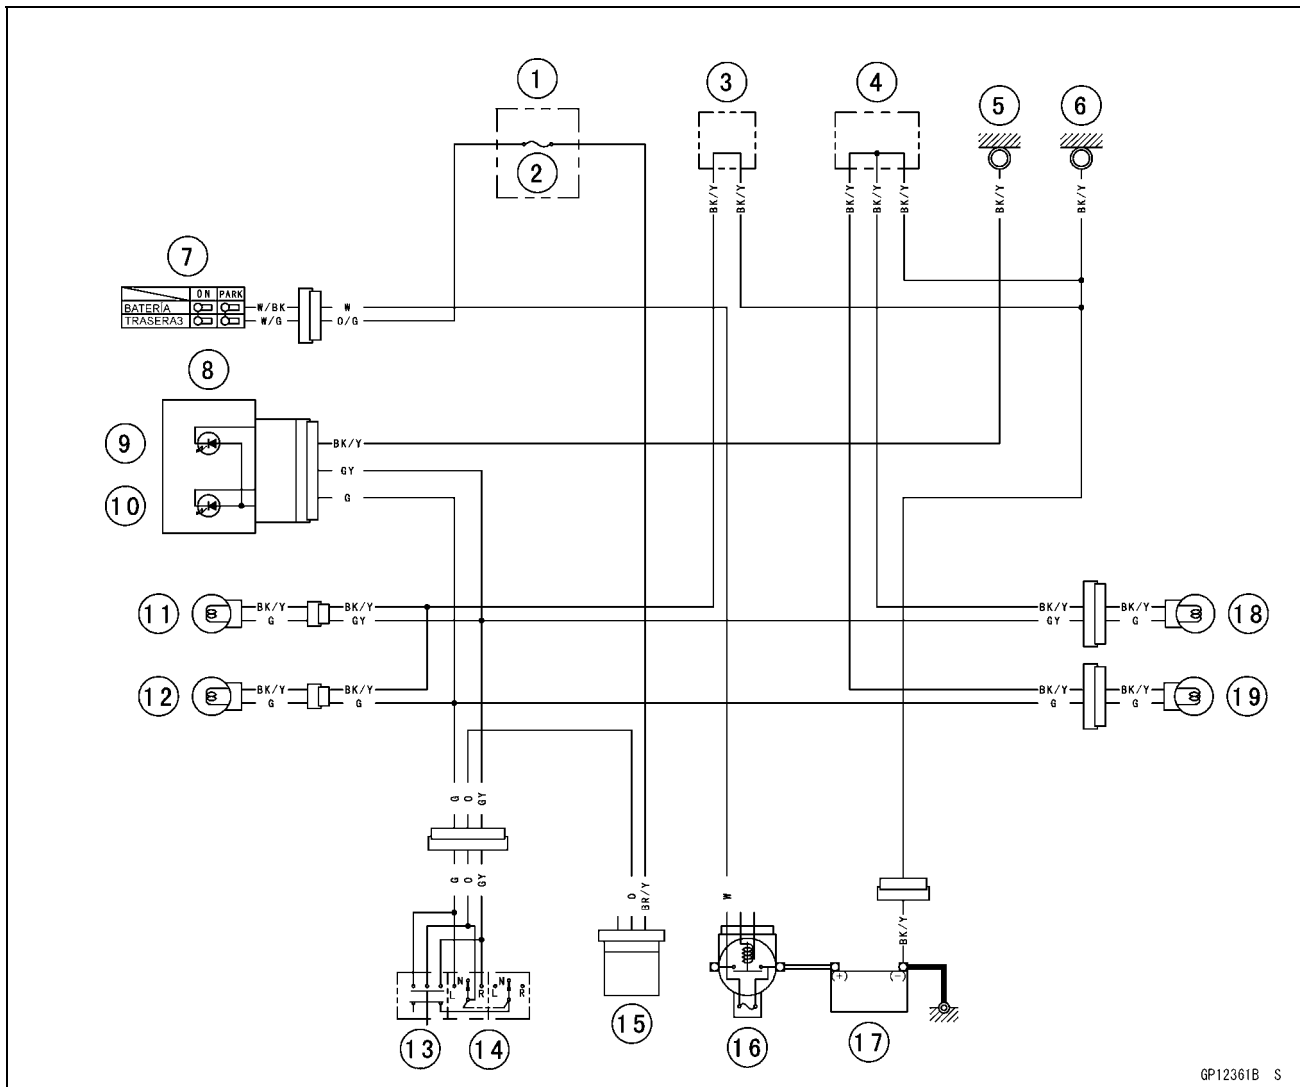 1
3
4
5
6
2
BK/Y
BK/Y
BK/Y
BK/Y
BK/Y
BK/Y
BK/Y
7
ON PARK
BATERÍA
W/BK
W
TRASERA3
W/G
O/G
8
9
BK/Y
GY
10
G
11
BK/Y
BK/Y
G
GY
BK/Y
BK/Y
GY
G
18
12
BK/Y
BK/Y
G
G
BK/Y
BK/Y
G
G
19
G
O
GY
G
O
GY
O
BR/Y
W
BK/Y
L
N
R
L
N
R
(+)
(-)
13
14
15
16
17
GP12361B S